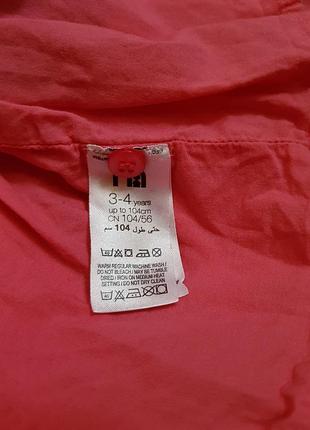 3-4 years
up to 104cm
CN 104/56
حتى طول 104 سم
WARM REGULAR MACHINE WASH /
DO NOT BLEACH / MAY BE TUMBLE
DRIED / IRON ON MEDIUM HEAT
SETTING / DO NOT DRY CLEAN